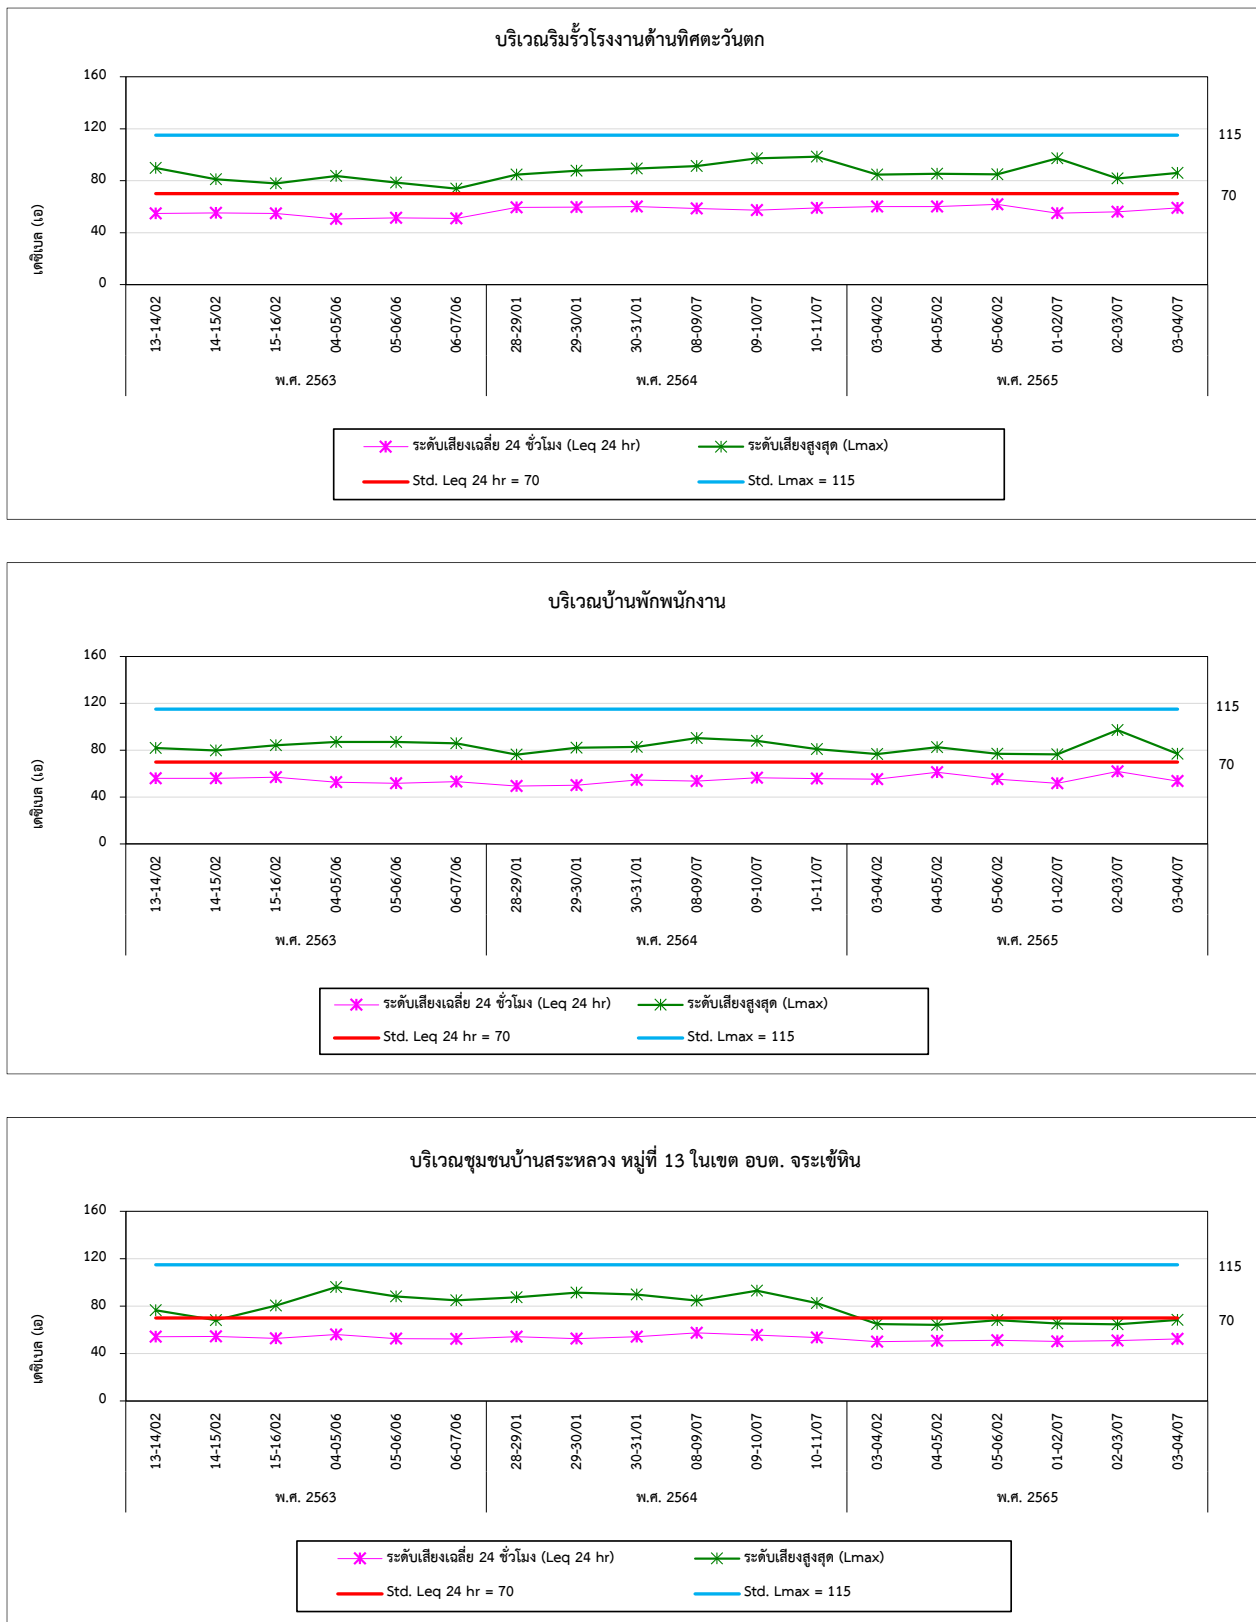 บริเวณริมรั้วโรงงานด้านทิศตะวันตก
เดซิเบล (เอ)
160
120
80
40
0
115
70
13-14/02 14-15/02 15-16/02 04-05/06 05-06/06 06-07/06 28-29/01 29-30/01 30-31/01 08-09/07 09-10/07 10-11/07 03-04/02 04-05/02 05-06/02 01-02/07 02-03/07 03-04/07
พ.ศ. 2563 พ.ศ. 2564 พ.ศ. 2565
ระดับเสียงเฉลี่ย 24 ชั่วโมง (Leq 24 hr) ระดับเสียงสูงสุด (Lmax)
Std. Leq 24 hr = 70 Std. Lmax = 115
บริเวณบ้านพักพนักงาน
เดซิเบล (เอ)
160
120
80
40
0
115
70
13-14/02 14-15/02 15-16/02 04-05/06 05-06/06 06-07/06 28-29/01 29-30/01 30-31/01 08-09/07 09-10/07 10-11/07 03-04/02 04-05/02 05-06/02 01-02/07 02-03/07 03-04/07
พ.ศ. 2563 พ.ศ. 2564 พ.ศ. 2565
ระดับเสียงเฉลี่ย 24 ชั่วโมง (Leq 24 hr) ระดับเสียงสูงสุด (Lmax)
Std. Leq 24 hr = 70 Std. Lmax = 115
บริเวณชุมชนบ้านสระหลวง หมู่ที่ 13 ในเขต อบต. จระเข้หิน
เดซิเบล (เอ)
160
120
80
40
0
115
70
13-14/02 14-15/02 15-16/02 04-05/06 05-06/06 06-07/06 28-29/01 29-30/01 30-31/01 08-09/07 09-10/07 10-11/07 03-04/02 04-05/02 05-06/02 01-02/07 02-03/07 03-04/07
พ.ศ. 2563 พ.ศ. 2564 พ.ศ. 2565
ระดับเสียงเฉลี่ย 24 ชั่วโมง (Leq 24 hr) ระดับเสียงสูงสุด (Lmax)
Std. Leq 24 hr = 70 Std. Lmax = 115